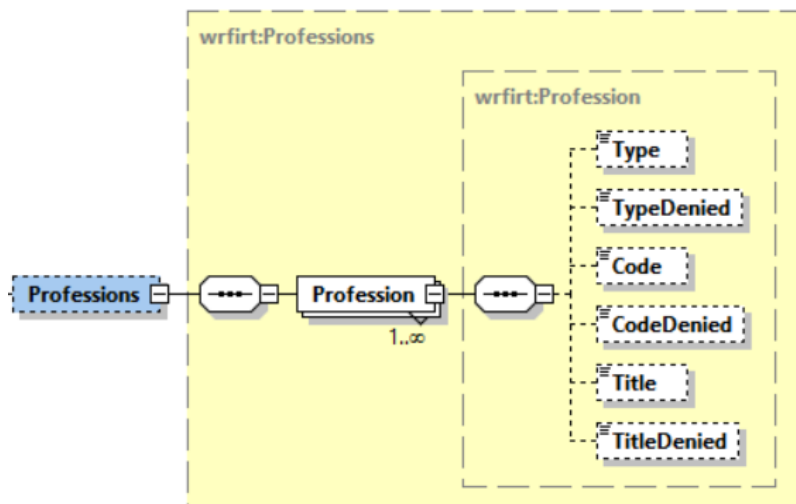 wrfirt:Professions
wrfirt:Profession
Type
TypeDenied
Code
CodeDenied
Professions
Profession
1..∞
Title
TitleDenied